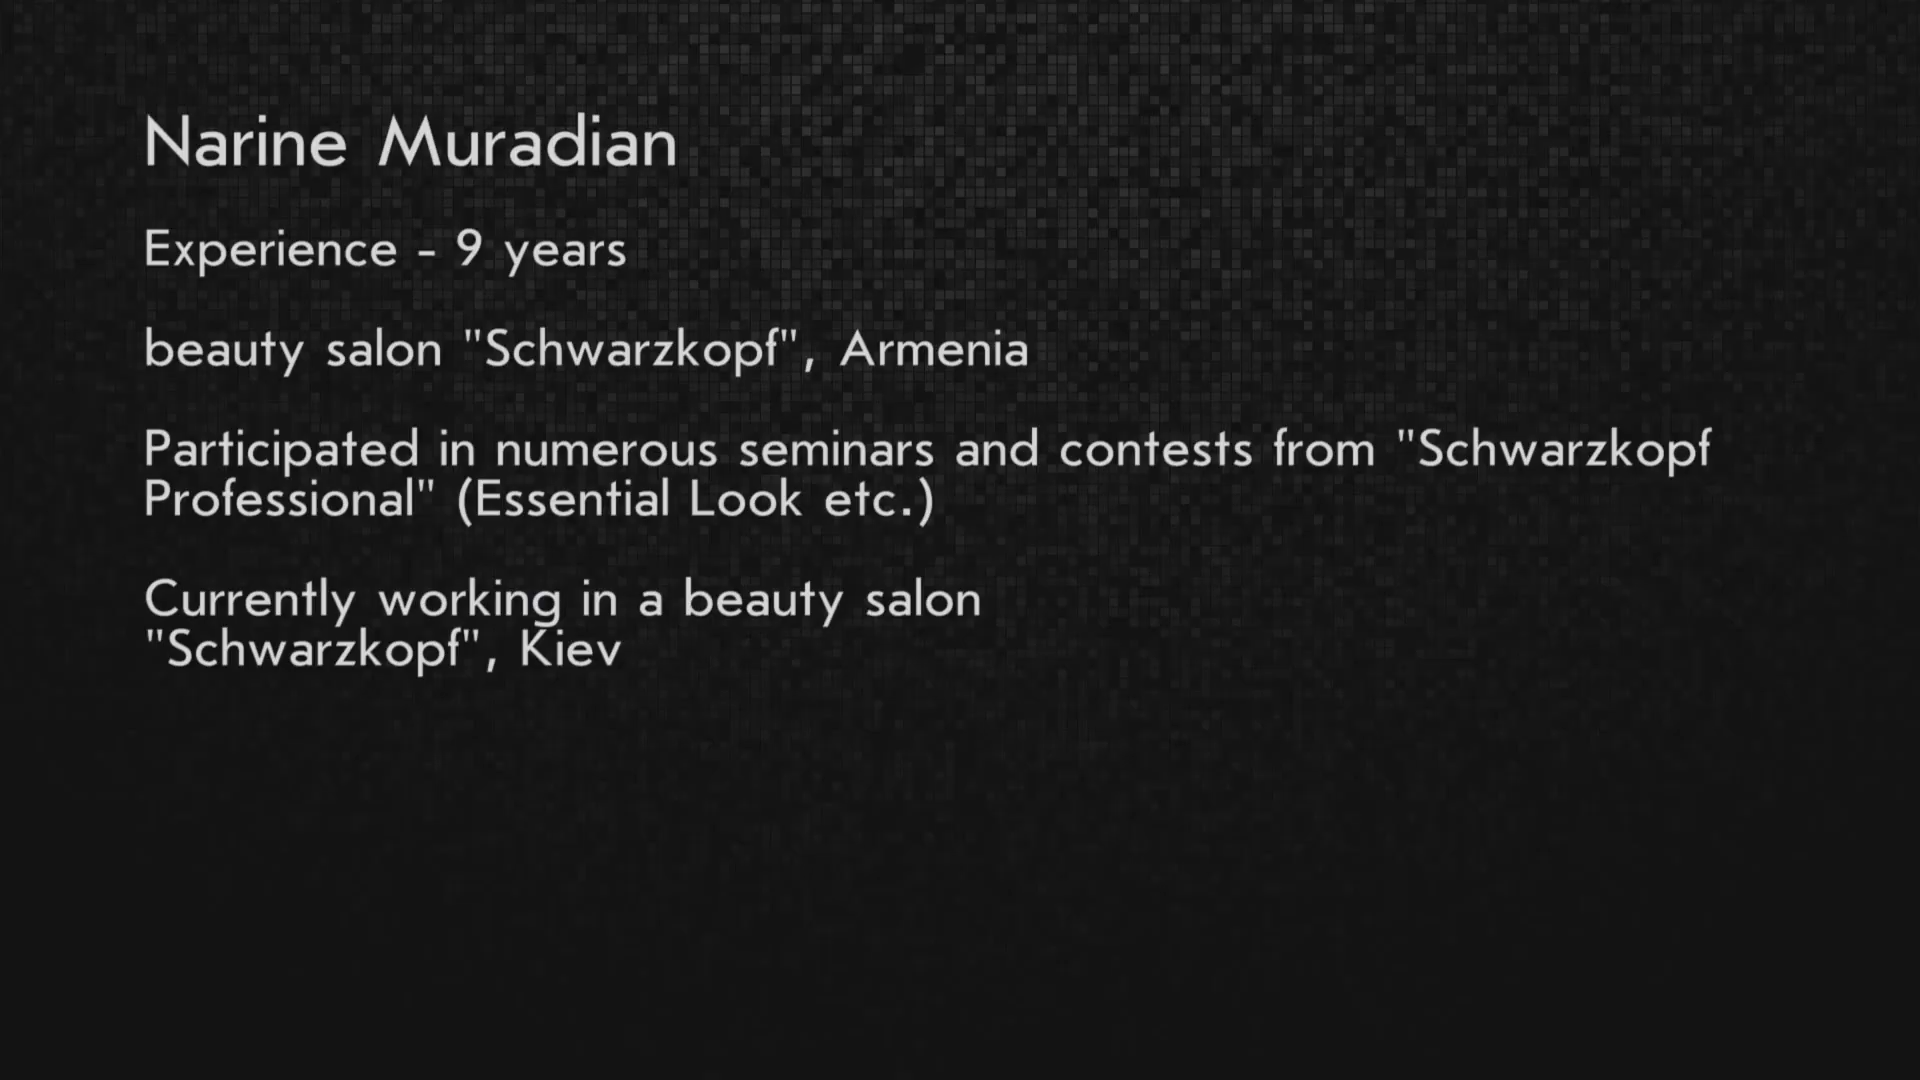 Narine Muradian
Experience - 9 years
beauty salon "Schwarzkopf", Armenia
Participated in numerous seminars and contests from "Schwarzkopf
Professional" (Essential Look etc.)
Currently working in a beauty salon
"Schwarzkopf", Kiev